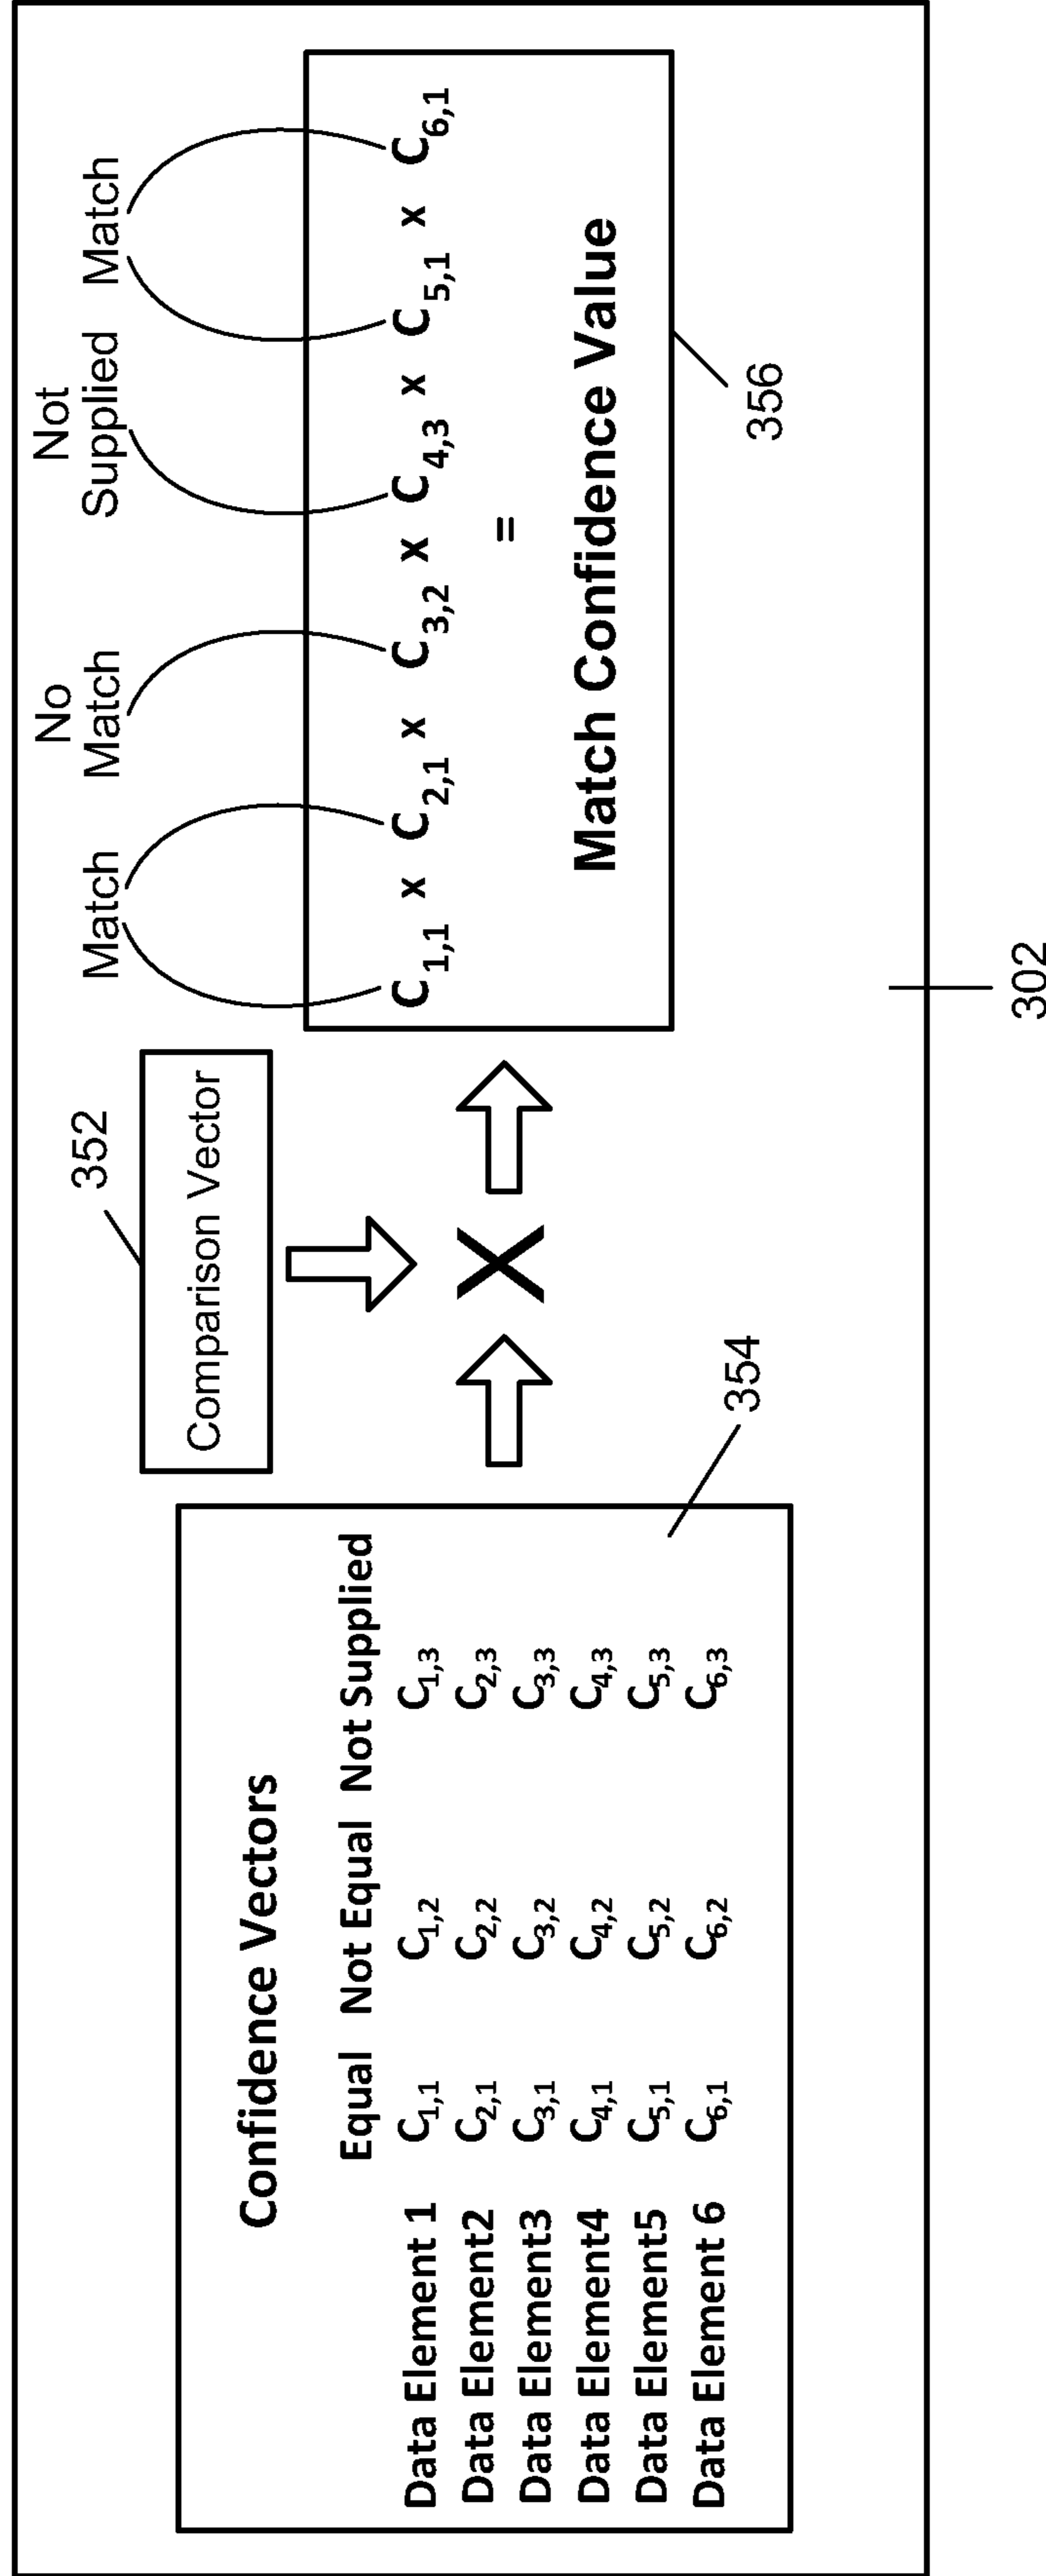 Confidence Vectors
Equal Not Equal Not Supplied
Data Element 1 C1,1 C1,2 C1,3
Data Element2 C2,1 C2,2 C2,3
Data Element3 C3,1 C3,2 C3,3
Data Element4 C4,1 C4,2 C4,3
Data Element5 C5,1 C5,2 C5,3
Data Element 6 C6,1 C6,2 C6,3
354
352
Comparison Vector
X
Match
No
Match
Not
Supplied
Match
C1,1 x C2,1 x C3,2 x C4,3 x C5,1 x C6,1
=
Match Confidence Value
356
302